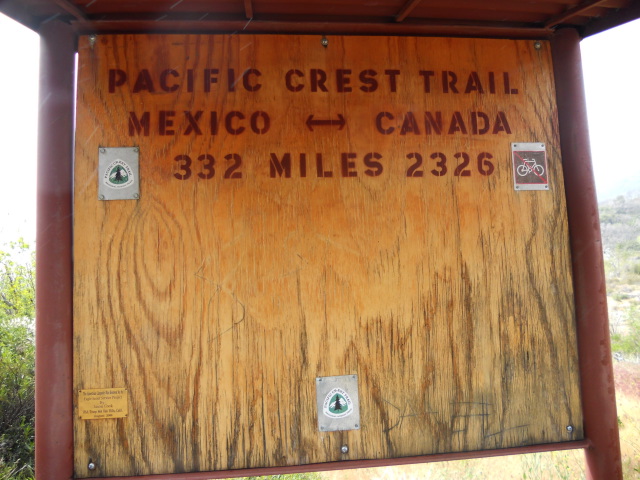 PACIFIC CREST TRAIL
MEXICO ↔ CANADA
332 MILES 2326